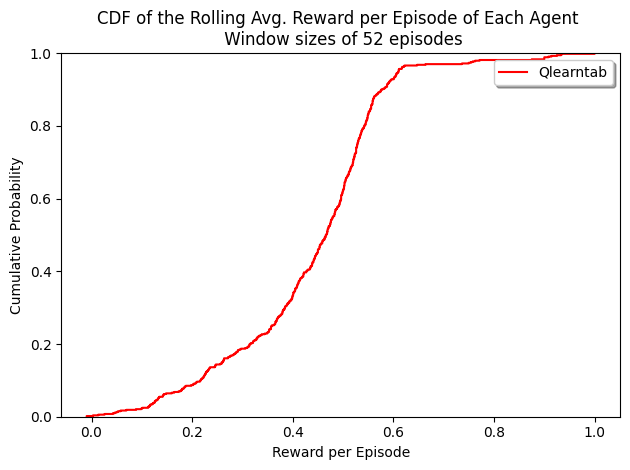 CDF of the Rolling Avg. Reward per Episode of Each Agent
Window sizes of 52 episodes
Qlearntab
Cumulative Probability
1.0
0.8
0.6
0.4
0.2
0.0
0.0 0.2 0.4 0.6 0.8 1.0
Reward per Episode